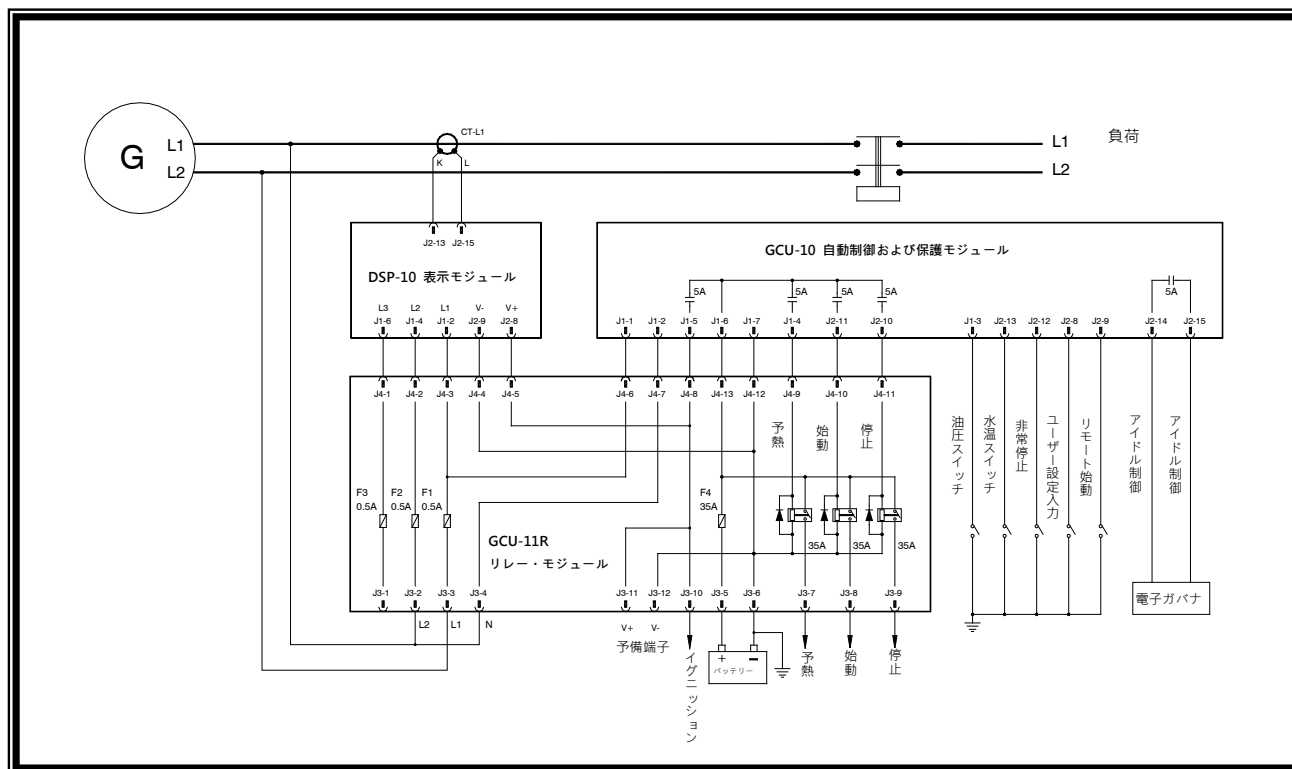 CT-L1
G
L1
L2
K
L
L1
L2
負荷
J2-13
J2-15
DSP-10 表示モジュール
L3
L2
L1
V-
V+
J1-6
J1-4
J1-2
J2-9
J2-8
GCU-10 自動制御および保護モジュール
5A
5A
5A
5A
5A
J1-1
J1-2
J1-5
J1-6
J1-7
J1-4
J2-11
J2-10
J1-3
J2-13
J2-12
J2-8
J2-9
J2-14
J2-15
J4-1
J4-2
J4-3
J4-4
J4-5
J4-6
J4-7
J4-8
J4-13
J4-12
J4-9
J4-10
J4-11
予熱
始動
停止
油圧スイッチ
水温スイッチ
非常停止
ユーザー設定入力
リモート始動
アイドル制御
アイドル制御
F3
0.5A
F2
0.5A
F1
0.5A
F4
35A
35A
35A
35A
GCU-11R
リレー・モジュール
J3-1
J3-2
J3-3
J3-4
J3-11
J3-12
J3-10
J3-5
J3-6
J3-7
J3-8
J3-9
L2
L1
N
V+
V-
予備端子
イグニッション
+
−
バッテリー
予熱
始動
停止
電子ガバナ